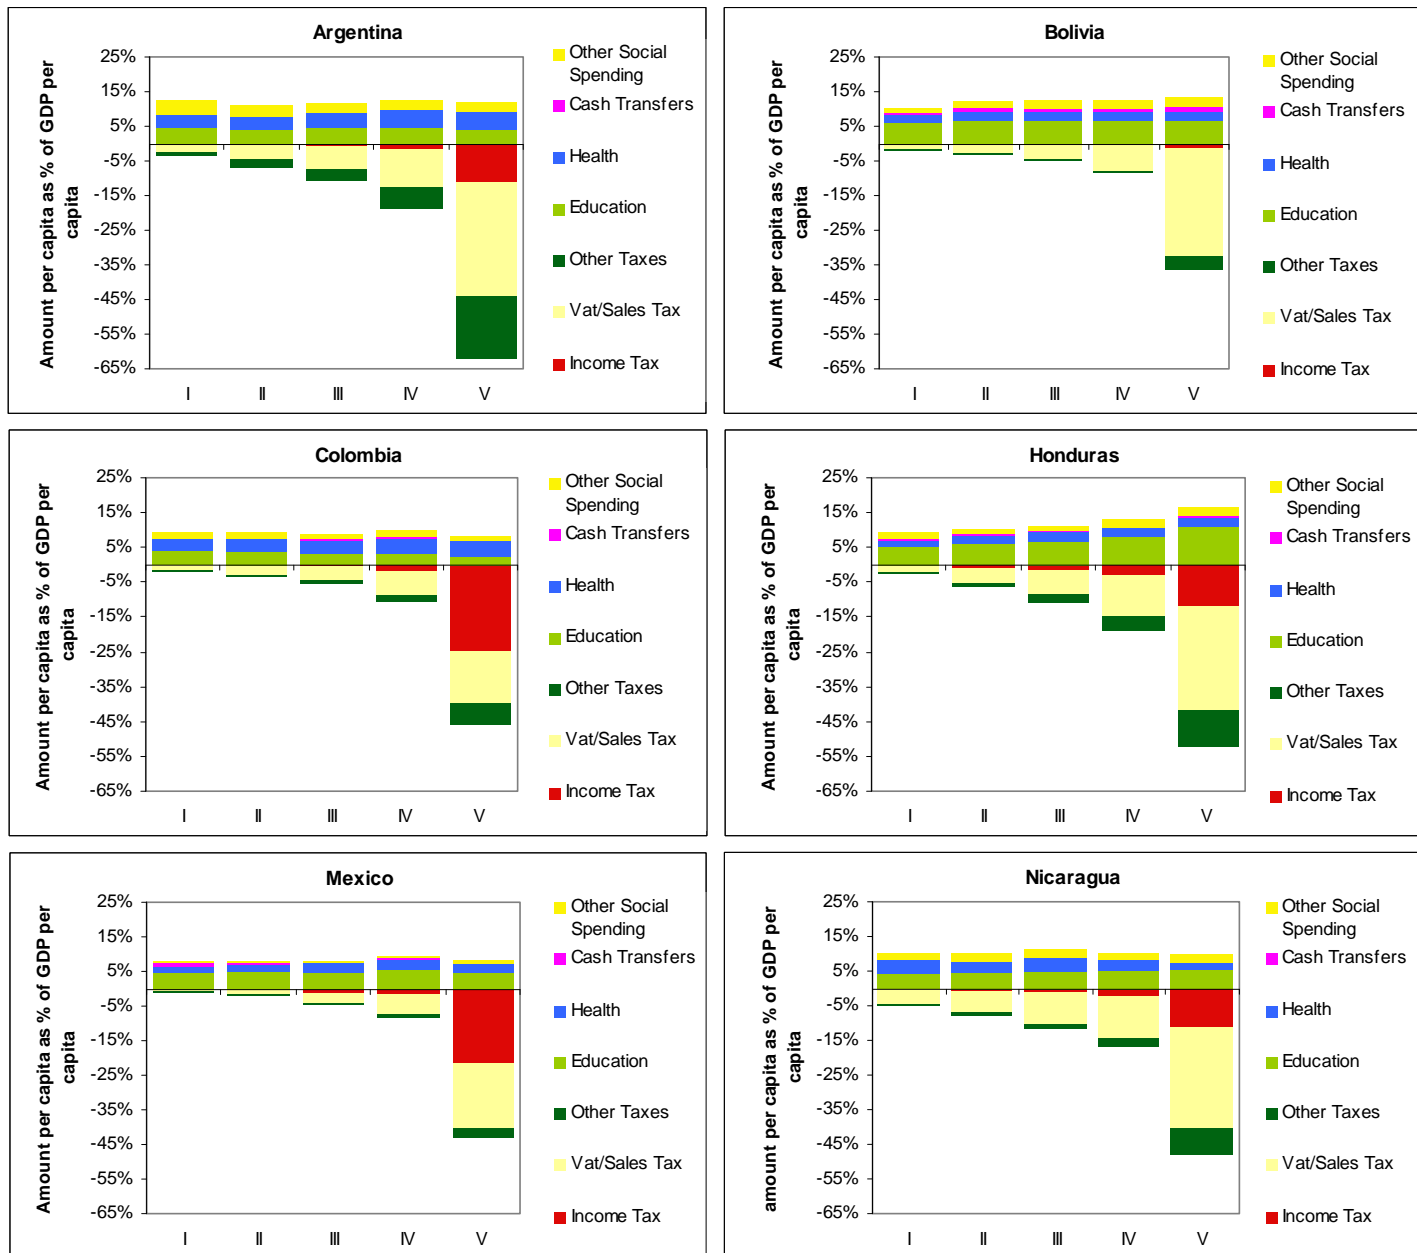 Argentina
Amount per capita as % of GDP per
capita
25%
15%
5%
-5%
-15%
-25%
-35%
-45%
-55%
-65%
I II III IV V
Other Social
Spending
Cash Transfers
Health
Education
Other Taxes
Vat/Sales Tax
Income Tax
Bolivia
Amount per capita as % of GDP per
capita
25%
15%
5%
-5%
-15%
-25%
-35%
-45%
-55%
-65%
I II III IV V
Other Social
Spending
Cash Transfers
Health
Education
Other Taxes
Vat/Sales Tax
Income Tax
Colombia
Amount per capita as % of GDP per
capita
25%
15%
5%
-5%
-15%
-25%
-35%
-45%
-55%
-65%
I II III IV V
Other Social
Spending
Cash Transfers
Health
Education
Other Taxes
Vat/Sales Tax
Income Tax
Honduras
Amount per capita as % of GDP per
capita
25%
15%
5%
-5%
-15%
-25%
-35%
-45%
-55%
-65%
I II III IV V
Other Social
Spending
Cash Transfers
Health
Education
Other Taxes
Vat/Sales Tax
Income Tax
Mexico
Amount per capita as % of GDP per
capita
25%
15%
5%
-5%
-15%
-25%
-35%
-45%
-55%
-65%
I II III IV V
Other Social
Spending
Cash Transfers
Health
Education
Other Taxes
Vat/Sales Tax
Income Tax
Nicaragua
amount per capita as % of GDP per
capita
25%
15%
5%
-5%
-15%
-25%
-35%
-45%
-55%
-65%
I II III IV V
Other Social
Spending
Cash Transfers
Health
Education
Other Taxes
Vat/Sales Tax
Income Tax